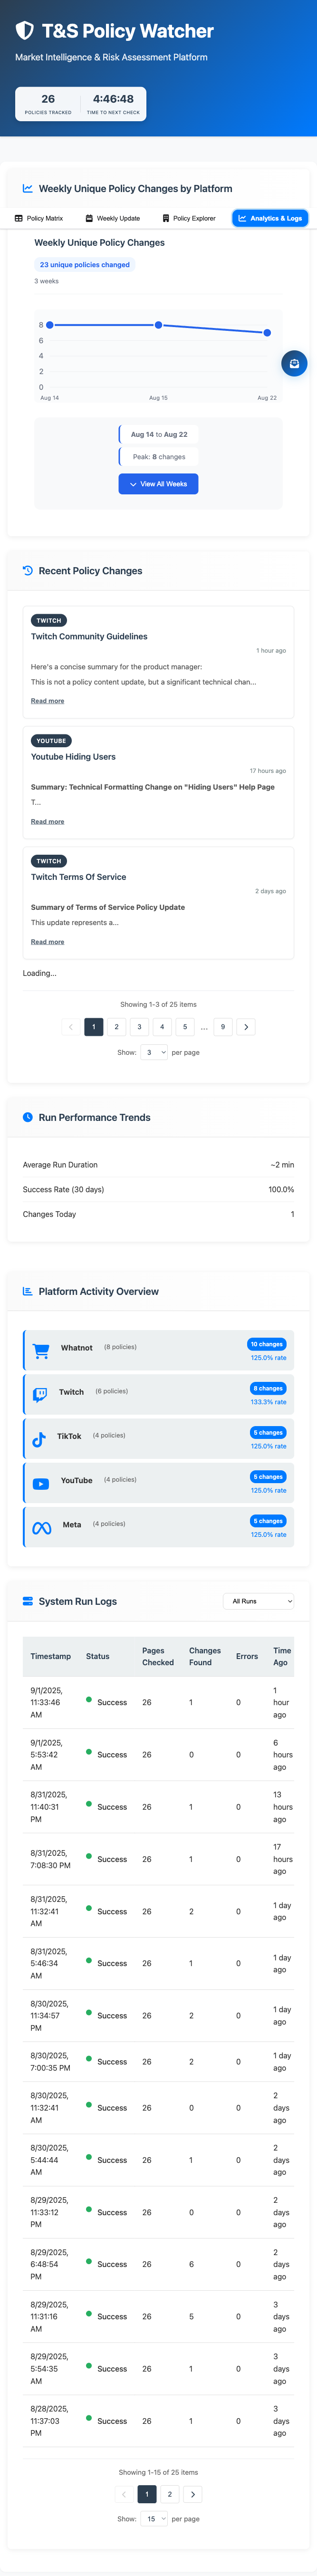 T&S Policy Watcher
Market Intelligence & Risk Assessment Platform
26
POLICIES TRACKED
4:46:48
TIME TO NEXT CHECK
Weekly Unique Policy Changes by Platform
Policy Matrix
Weekly Update
Policy Explorer
Analytics & Logs
Weekly Unique Policy Changes
23 unique policies changed
3 weeks
8
6
4
2
0
Aug 14
Aug 15
Aug 22
Aug 14 to Aug 22
Peak: 8 changes
View All Weeks
Recent Policy Changes
TWITCH
Twitch Community Guidelines
1 hour ago
Here's a concise summary for the product manager:
This is not a policy content update, but a significant technical chan...
Read more
YOUTUBE
Youtube Hiding Users
17 hours ago
Summary: Technical Formatting Change on "Hiding Users" Help Page
T...
Read more
TWITCH
Twitch Terms Of Service
2 days ago
Summary of Terms of Service Policy Update
This update represents a...
Read more
Loading...
Showing 1-3 of 25 items
1 2 3 4 5 ... 9
Show: 3 per page
Run Performance Trends
Average Run Duration ~2 min
Success Rate (30 days) 100.0%
Changes Today 1
Platform Activity Overview
Whatnot (8 policies) 10 changes
125.0% rate
Twitch (6 policies) 8 changes
133.3% rate
TikTok (4 policies) 5 changes
125.0% rate
YouTube (4 policies) 5 changes
125.0% rate
Meta (4 policies) 5 changes
125.0% rate
System Run Logs
All Runs
Timestamp Status Pages Checked Changes Found Errors Time Ago
9/1/2025, 11:33:46 AM Success 26 1 0 1 hour ago
9/1/2025, 5:53:42 AM Success 26 0 0 6 hours ago
8/31/2025, 11:40:31 PM Success 26 1 0 13 hours ago
8/31/2025, 7:08:30 PM Success 26 1 0 17 hours ago
8/31/2025, 11:32:41 AM Success 26 2 0 1 day ago
8/31/2025, 5:46:34 AM Success 26 1 0 1 day ago
8/30/2025, 11:34:57 PM Success 26 2 0 1 day ago
8/30/2025, 7:00:35 PM Success 26 2 0 1 day ago
8/30/2025, 11:32:41 AM Success 26 0 0 2 days ago
8/30/2025, 5:44:44 AM Success 26 1 0 2 days ago
8/29/2025, 11:33:12 PM Success 26 0 0 2 days ago
8/29/2025, 6:48:54 PM Success 26 6 0 2 days ago
8/29/2025, 11:31:16 AM Success 26 5 0 3 days ago
8/29/2025, 5:54:35 AM Success 26 1 0 3 days ago
8/28/2025, 11:37:03 PM Success 26 1 0 3 days ago
Showing 1-15 of 25 items
1 2
Show: 15 per page